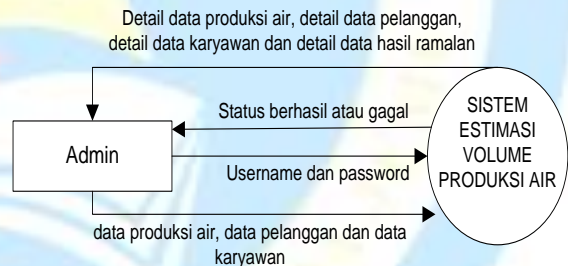 Detail data produksi air, detail data pelanggan,
detail data karyawan dan detail data hasil ramalan
Status berhasil atau gagal
Admin
SISTEM
ESTIMASI
VOLUME
PRODUKSI AIR
Username dan password
data produksi air, data pelanggan dan data
karyawan